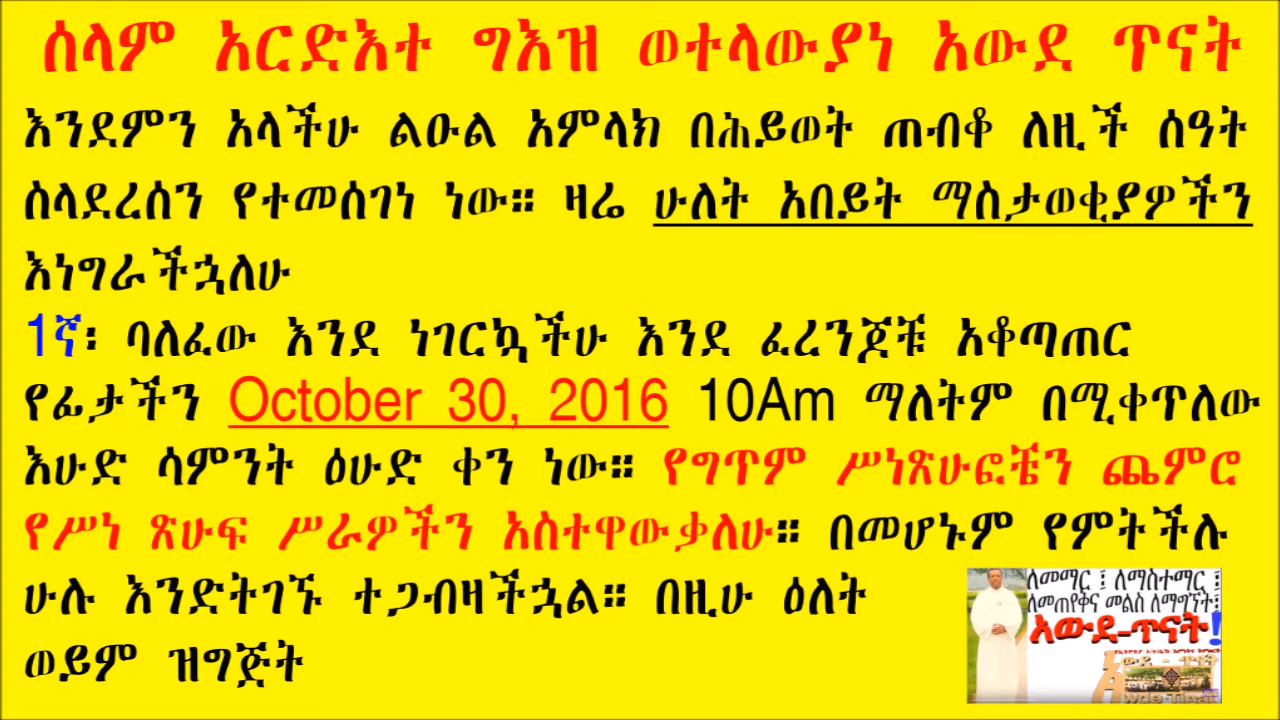 ሰላም አርድእተ ግእዝ ወተላውያነ አውደ ጥናት
እንደምን አላችሁ ልዑል አምላክ በሕይወት ጠብቆ ለዚች ሰዓት
ስላደረሰን የተመሰገነ ነው። ዛሬ ሁለት አበይት ማስታወቂያዎችን
እነግራችኋለሁ
1ኛ፥ ባለፈው እንደ ነገርኳችሁ እንደ ፈረንጆቹ አቆጣጠር
የፊታችን October 30, 2016 10Am ማለትም በሚቀጥለው
እሁድ ሳምንት ዕሁድ ቀን ነው። የግጥም ሥነጽሁፎቼን ጨምሮ
የሥነ ጽሁፍ ሥራዎችን አስተዋውቃለሁ። በመሆኑም የምትችሉ
ሁሉ እንድትገኙ ተጋብዛችኋል። በዚሁ ዕለት
ወይም ዝግጅት
ለመማር ፤ ለማስተማር ፤
ለመጠየቅና መልስ ለማግኘት፤
አውደ-ጥናት!